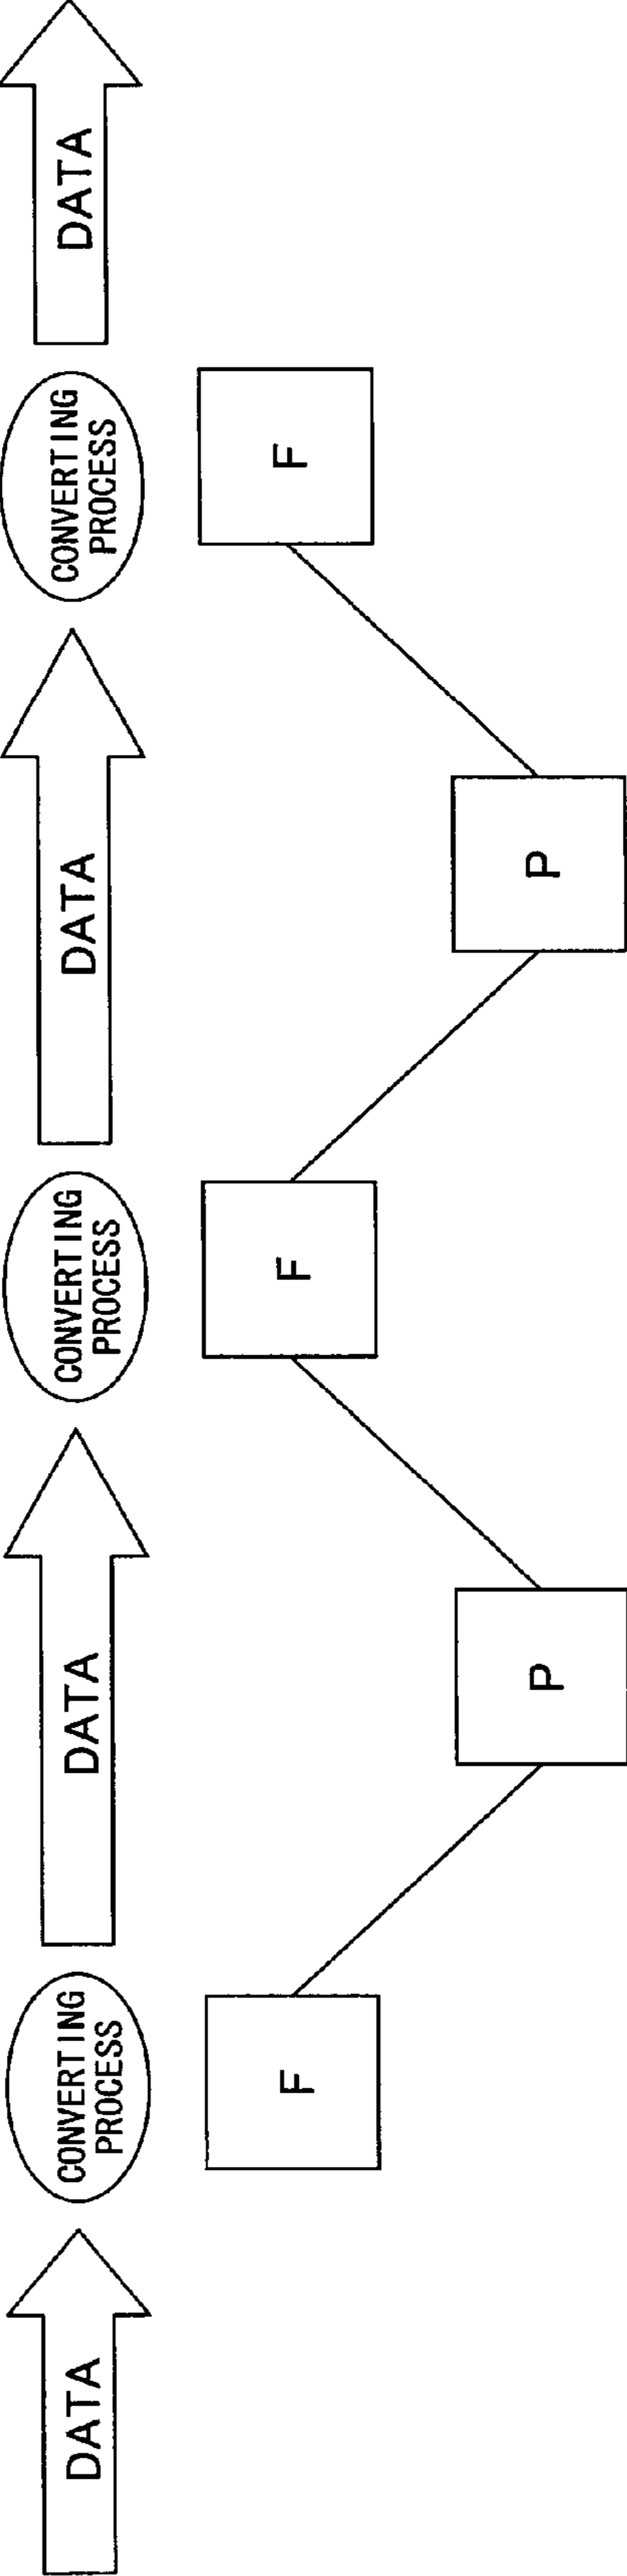 DATA
CONVERTING
PROCESS
DATA
CONVERTING
PROCESS
DATA
CONVERTING
PROCESS
DATA
F
P
F
P
F